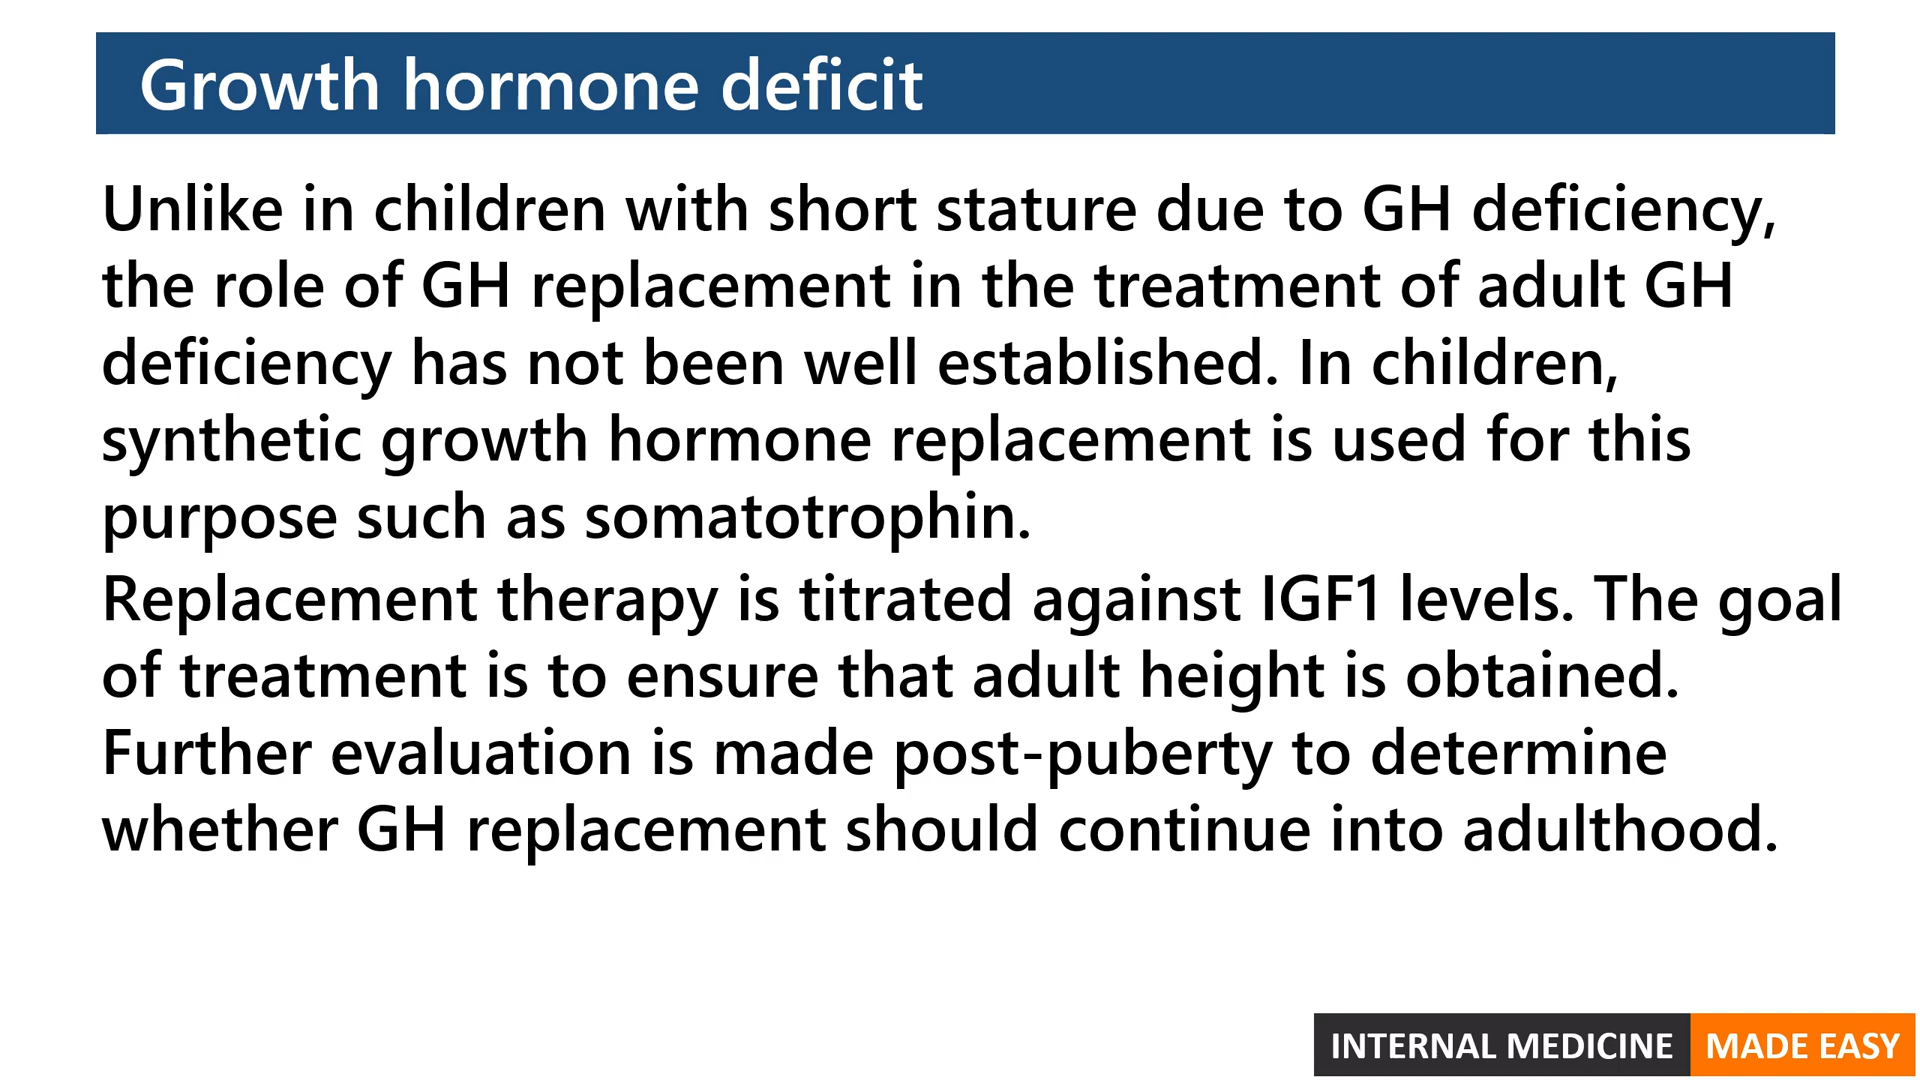 Growth hormone deficit
Unlike in children with short stature due to GH deficiency,
the role of GH replacement in the treatment of adult GH
deficiency has not been well established. In children,
synthetic growth hormone replacement is used for this
purpose such as somatotrophin.
Replacement therapy is titrated against IGF1 levels. The goal
of treatment is to ensure that adult height is obtained.
Further evaluation is made post-puberty to determine
whether GH replacement should continue into adulthood.
INTERNAL MEDICINE MADE EASY